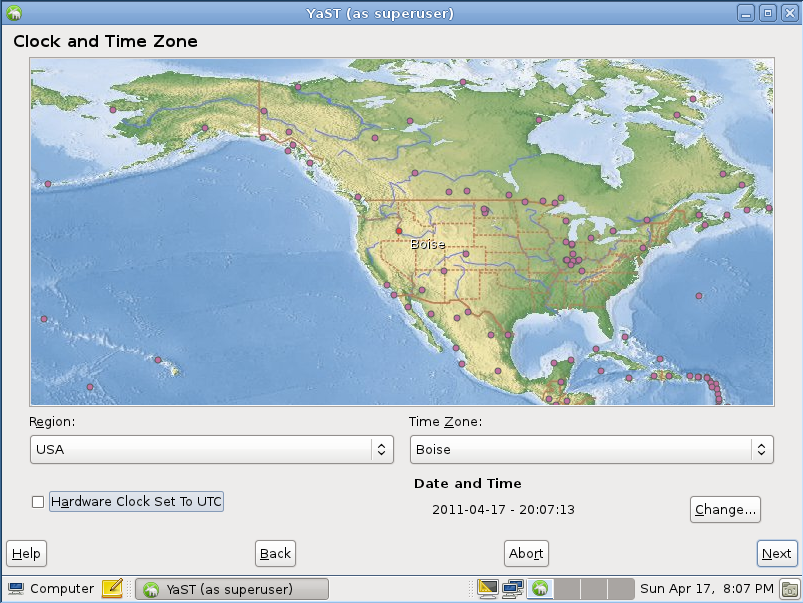 YaST (as superuser)
Clock and Time Zone
Boise
Region: Time Zone:
USA Boise
Date and Time
Hardware Clock Set To UTC
2011-04-17 - 20:07:13 Change...
Help Back Abort Next
Computer YaST (as superuser) Sun Apr 17, 8:07 PM